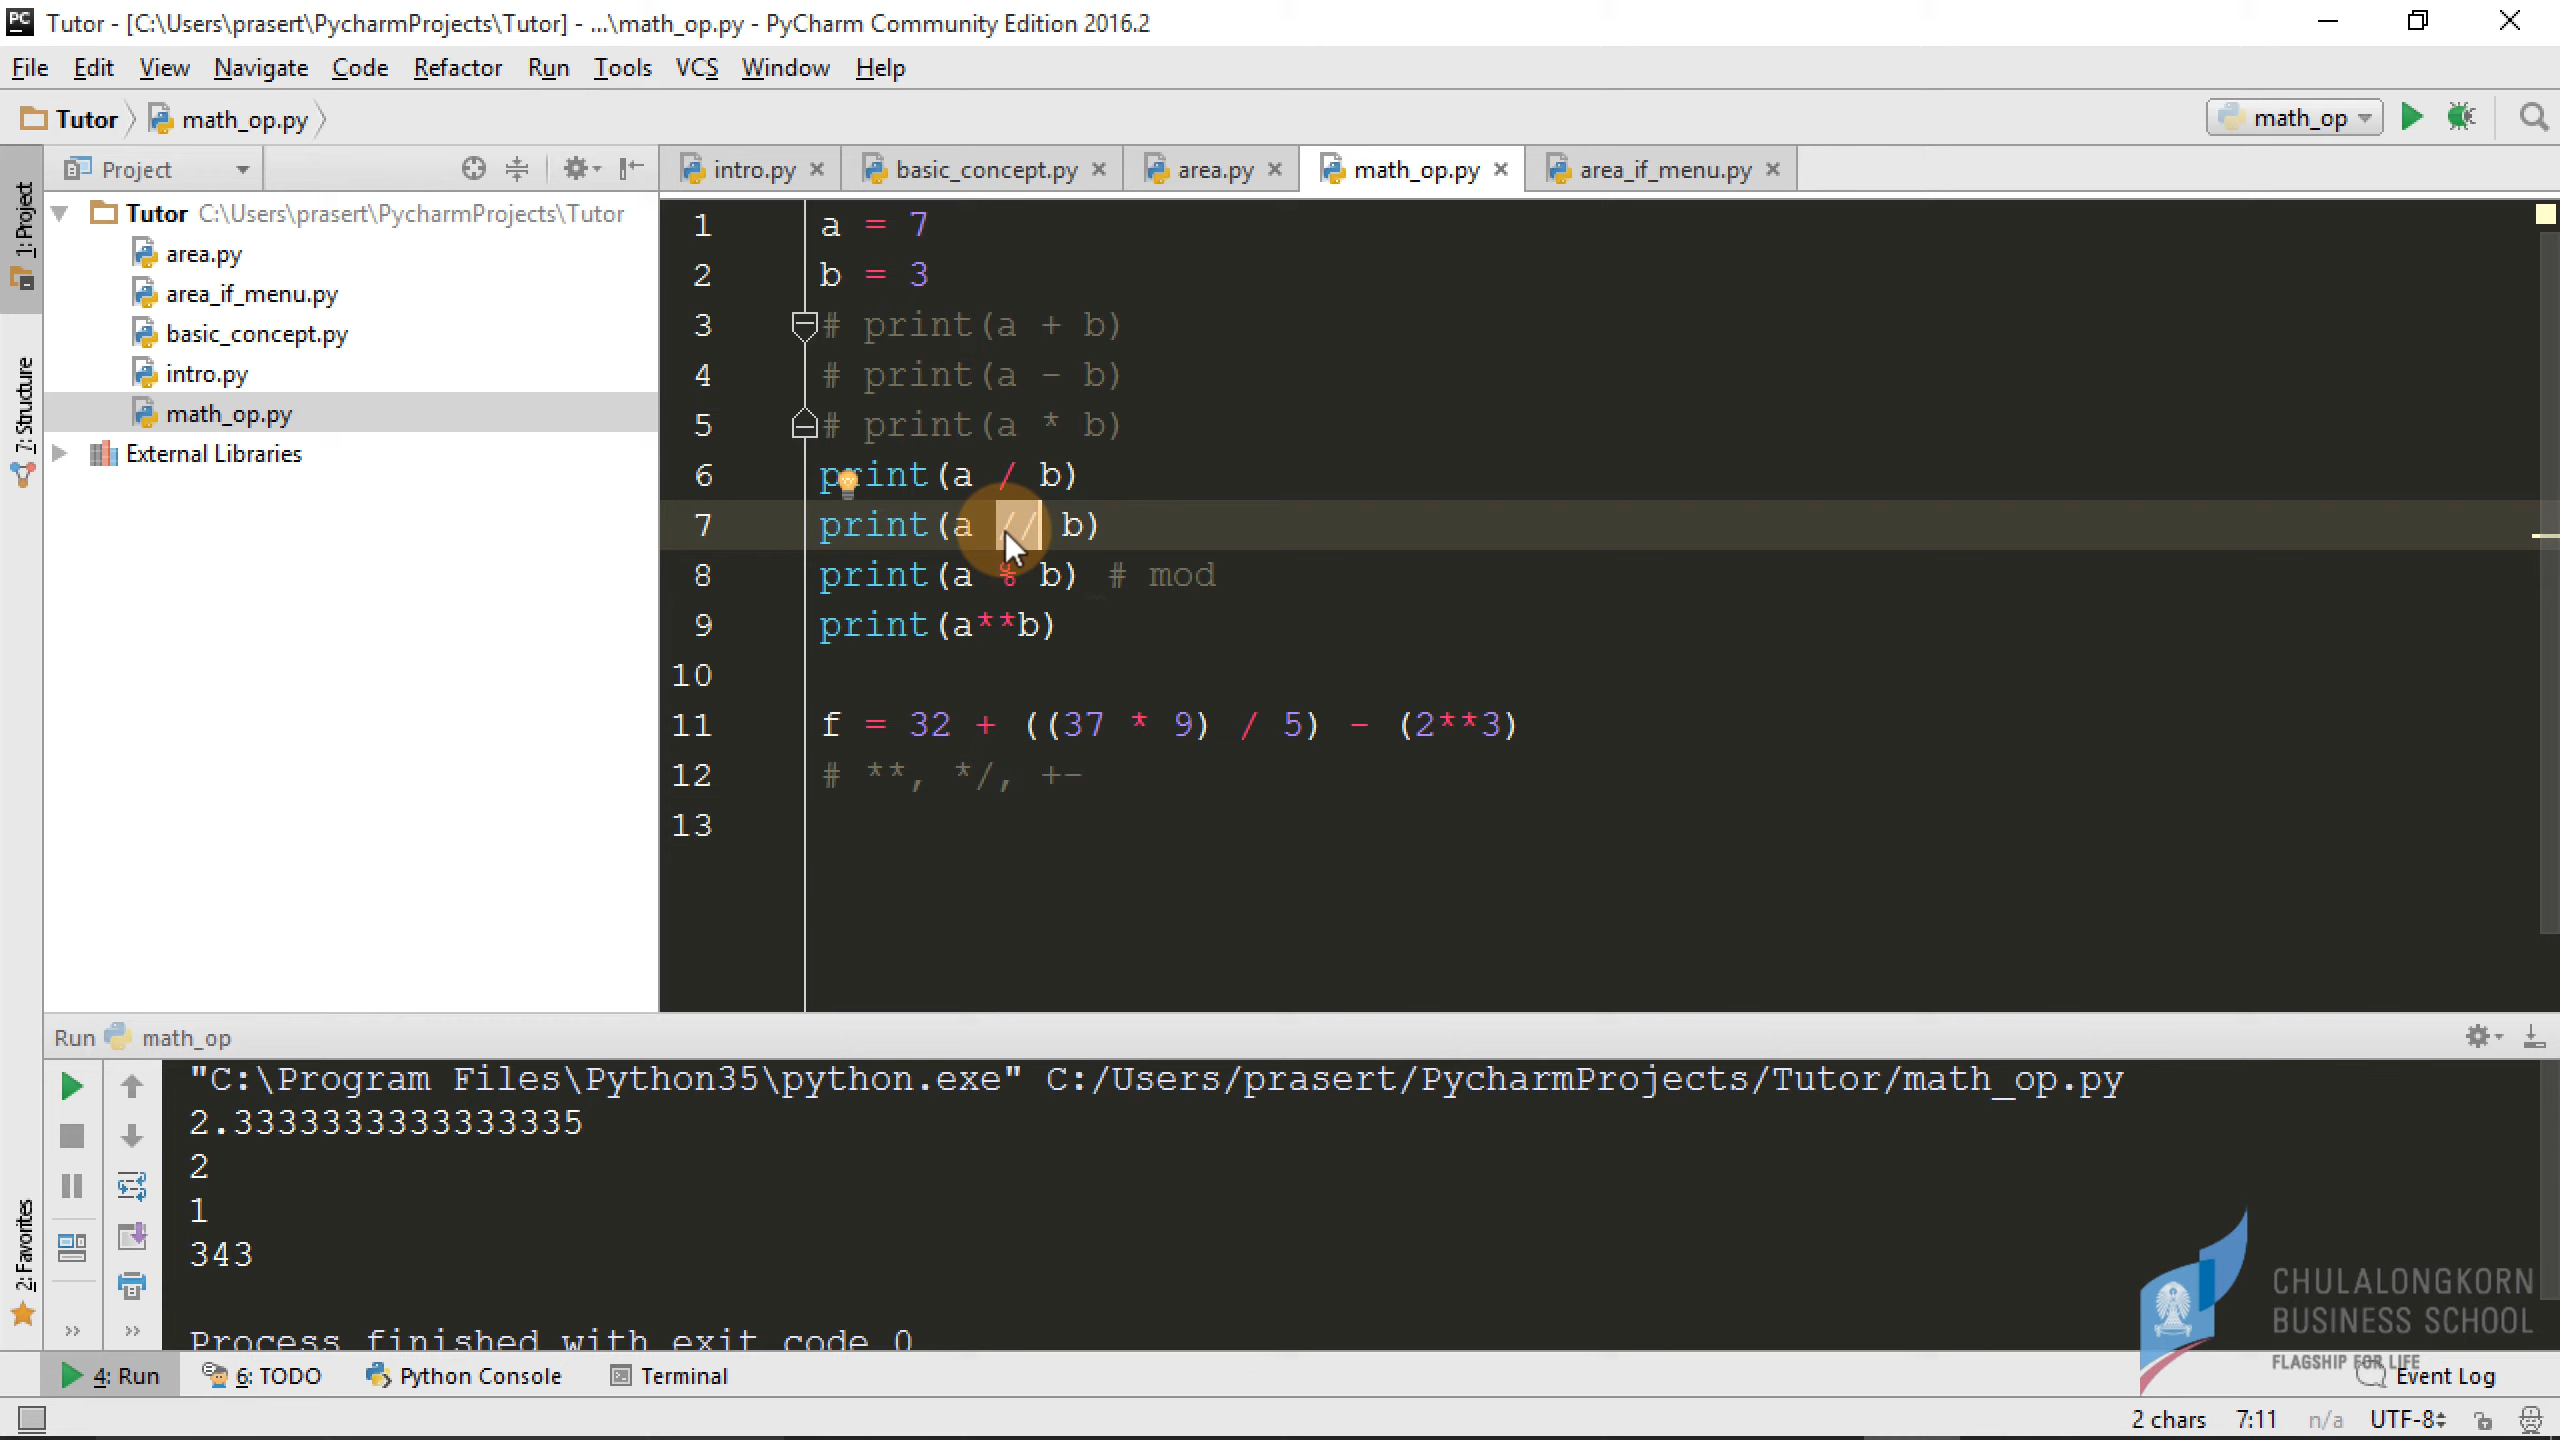 Tutor - [C:\Users\prasert\PycharmProjects\Tutor] - ...\math_op.py - PyCharm Community Edition 2016.2
File Edit View Navigate Code Refactor Run Tools VCS Window Help
Tutor math_op.py
math_op
1: Project
7: Structure
2: Favorites
Project
Tutor C:\Users\prasert\PycharmProjects\Tutor
area.py
area_if_menu.py
basic_concept.py
intro.py
math_op.py
External Libraries
intro.py basic_concept.py area.py math_op.py area_if_menu.py
1 a = 7
2 b = 3
3 # print(a + b)
4 # print(a - b)
5 # print(a * b)
6 print(a / b)
7 print(a // b)
8 print(a % b) # mod
9 print(a**b)
10
11 f = 32 + ((37 * 9) / 5) - (2**3)
12 # **, */, +-
13
Run math_op
"C:\Program Files\Python35\python.exe" C:/Users/prasert/PycharmProjects/Tutor/math_op.py
2.3333333333333335
2
1
343
Process finished with exit code 0
CHULALONGKORN
BUSINESS SCHOOL
FLAGSHIP FOR LIFE
4: Run 6: TODO Python Console Terminal Event Log
2 chars 7:11 n/a UTF-8